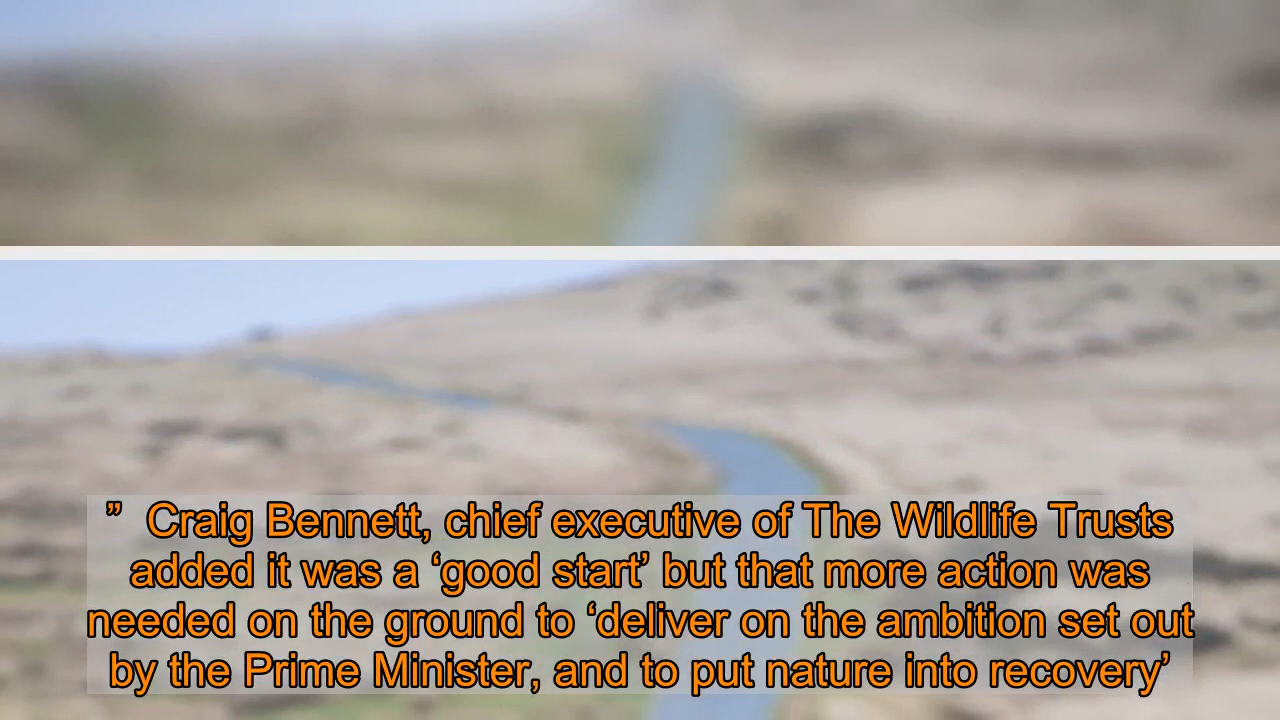 ”  Craig Bennett, chief executive of The Wildlife Trusts
added it was a ‘good start’ but that more action was
needed on the ground to ‘deliver on the ambition set out
by the Prime Minister, and to put nature into recovery’